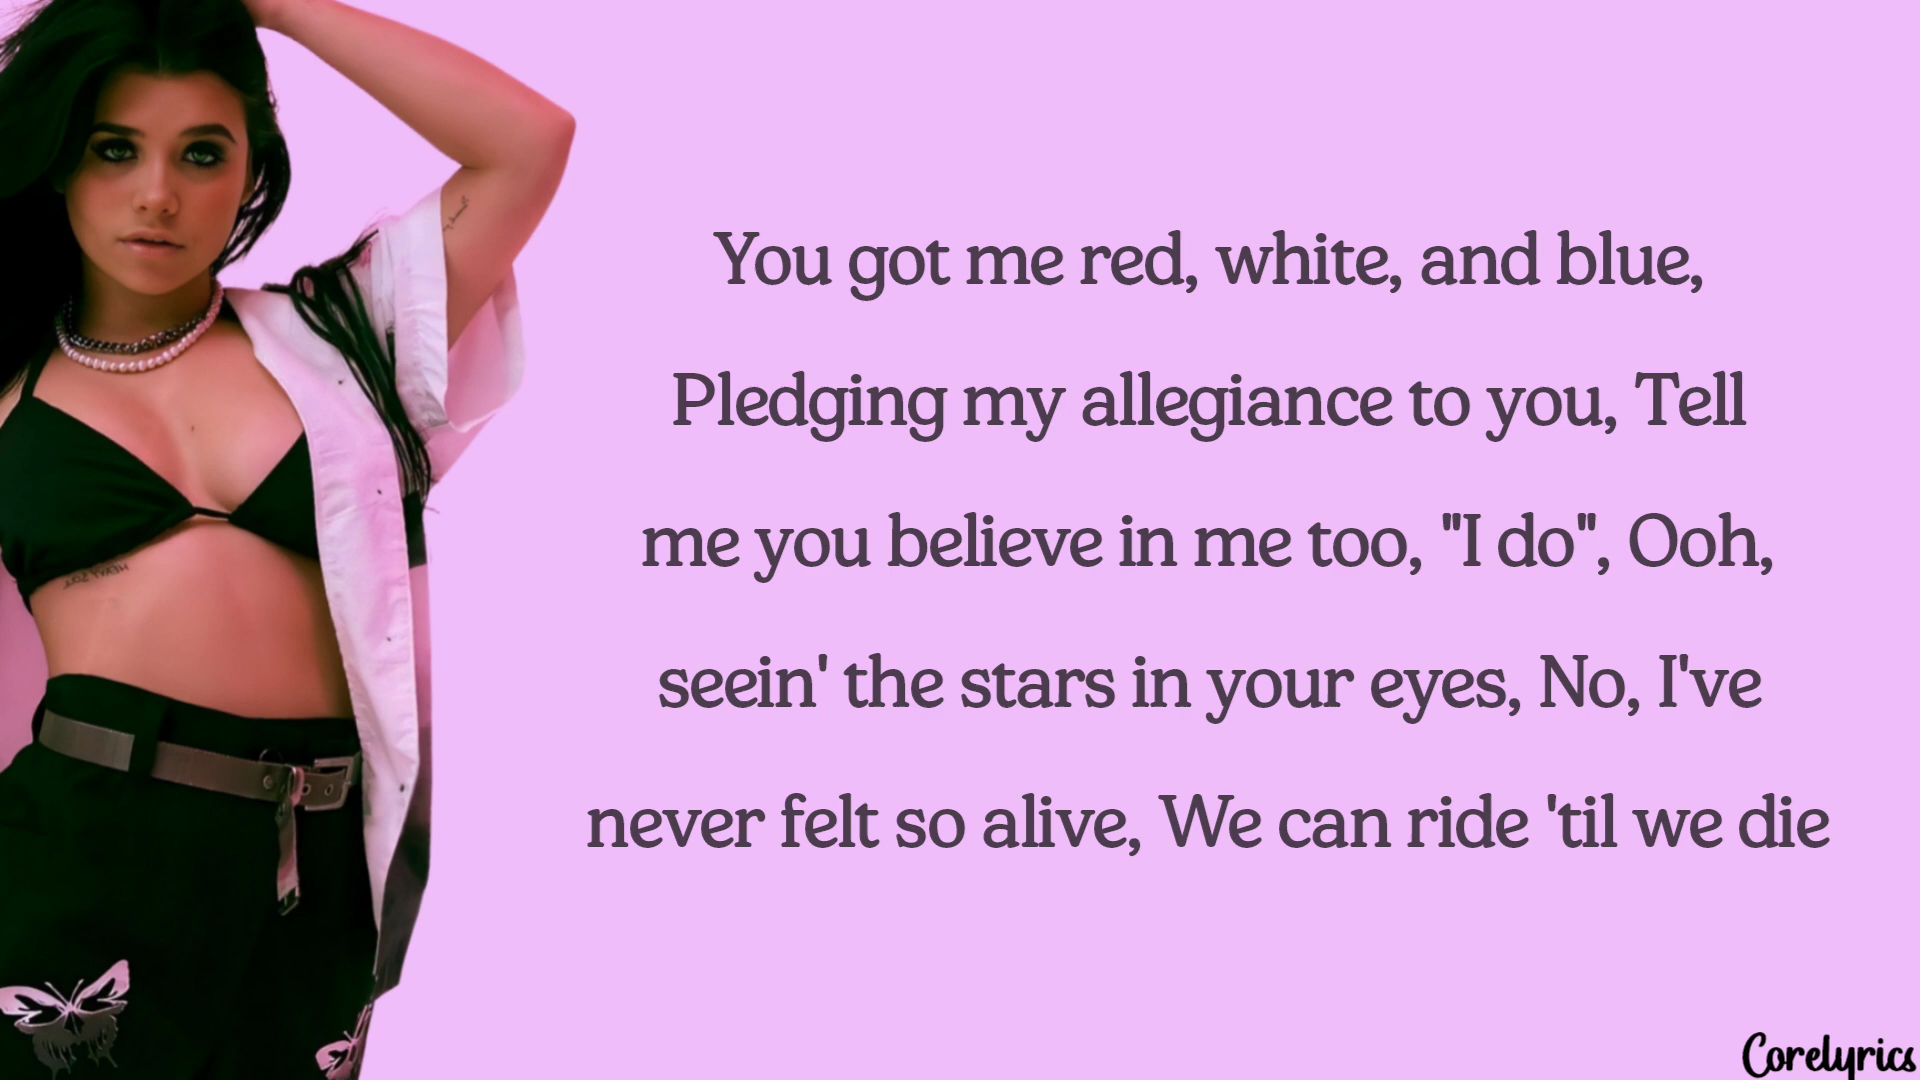 You got me red, white, and blue,
Pledging my allegiance to you, Tell
me you believe in me too, "I do", Ooh,
seein' the stars in your eyes, No, I've
never felt so alive, We can ride 'til we die
Corelyrics